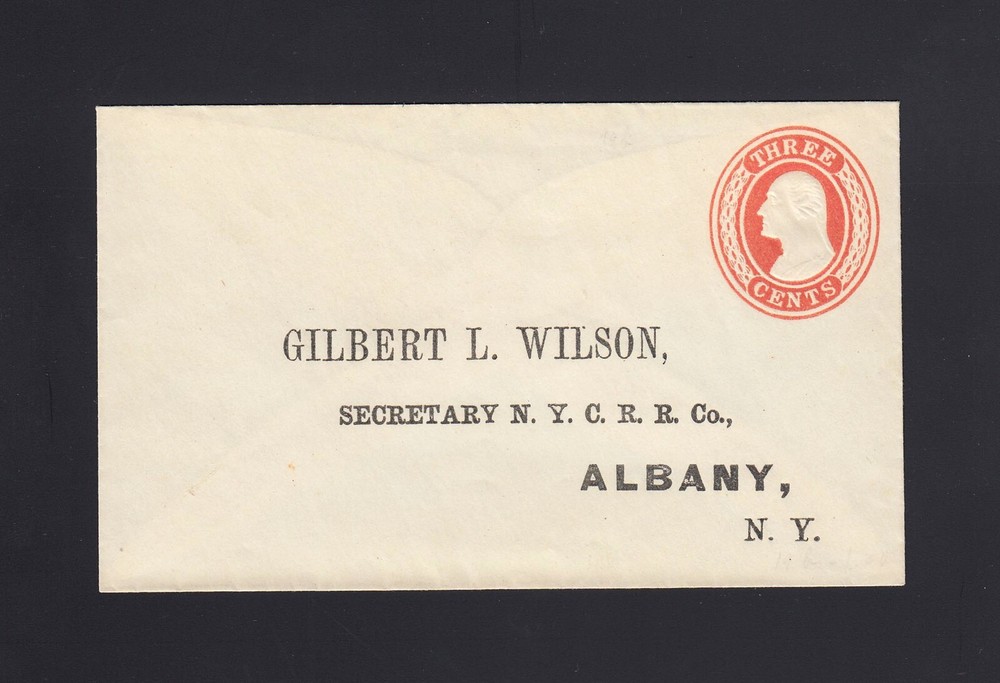 THREE
CENTS
GILBERT L. WILSON,
SECRETARY N. Y. C. R. R. Co.,
ALBANY,
N. Y.